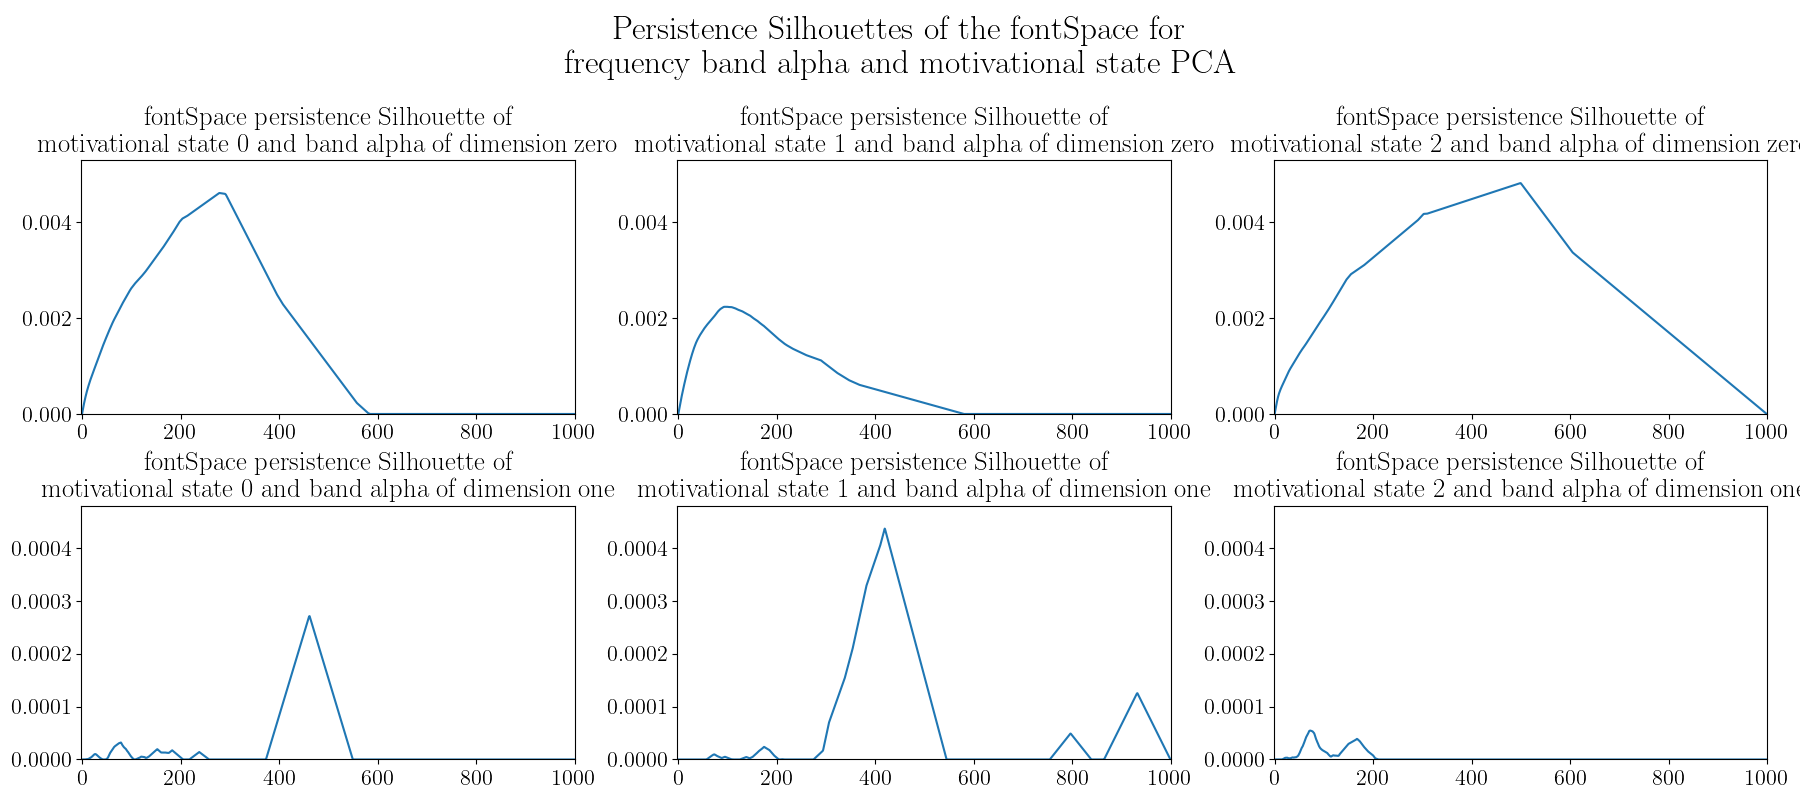 Persistence Silhouettes of the fontSpace for
frequency band alpha and motivational state PCA
fontSpace persistence Silhouette of
motivational state 0 and band alpha of dimension zero
fontSpace persistence Silhouette of
motivational state 1 and band alpha of dimension zero
fontSpace persistence Silhouette of
motivational state 2 and band alpha of dimension zero
0.004
0.002
0.000
0 200 400 600 800 1000
0.004
0.002
0.000
0 200 400 600 800 1000
0.004
0.002
0.000
0 200 400 600 800 1000
fontSpace persistence Silhouette of
motivational state 0 and band alpha of dimension one
fontSpace persistence Silhouette of
motivational state 1 and band alpha of dimension one
fontSpace persistence Silhouette of
motivational state 2 and band alpha of dimension one
0.0004
0.0003
0.0002
0.0001
0.0000
0 200 400 600 800 1000
0.0004
0.0003
0.0002
0.0001
0.0000
0 200 400 600 800 1000
0.0004
0.0003
0.0002
0.0001
0.0000
0 200 400 600 800 1000